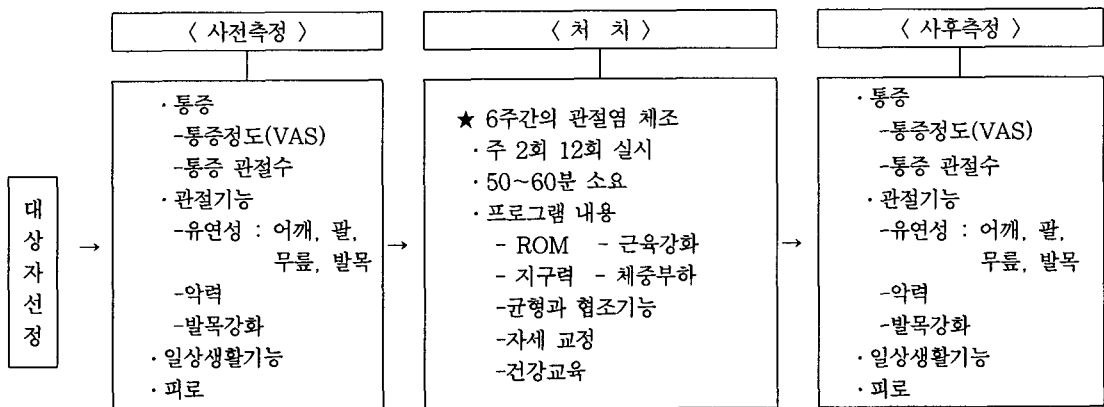 대
상
자
선
정
→
〈 사전측정 〉
· 통증
-통증정도(VAS)
-통증 관절수
· 관절기능
-유연성 : 어깨, 팔,
무릎, 발목
-악력
-발목강화
· 일상생활기능
· 피로
→
〈 처 치 〉
★ 6주간의 관절염 체조
· 주 2회 12회 실시
· 50~60분 소요
· 프로그램 내용
- ROM - 근육강화
- 지구력 - 체중부하
-균형과 협조기능
-자세 교정
-건강교육
→
〈 사후측정 〉
· 통증
-통증정도(VAS)
-통증 관절수
· 관절기능
-유연성 : 어깨, 팔,
무릎, 발목
-악력
-발목강화
· 일상생활기능
· 피로